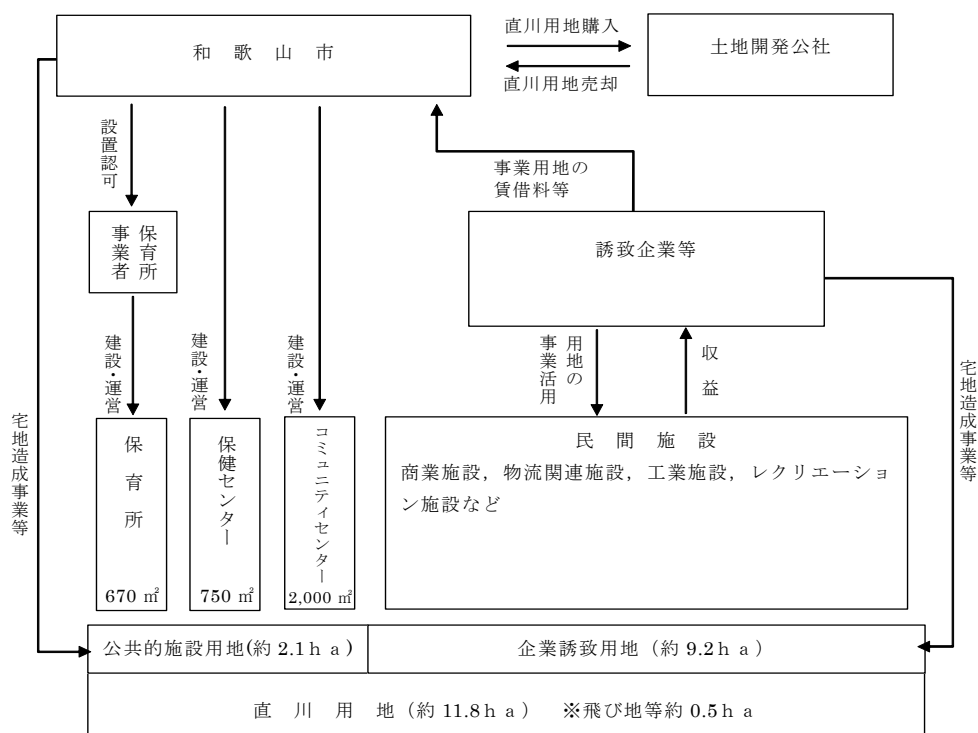 和歌山市
直川用地購入
直川用地売却
土地開発公社
設置認可
事業用地の
賃借料等
保育所
事業者
誘致企業等
建設・運営
建設・運営
建設・運営
用地の
事業活用
収益
宅地造成事業等
宅地造成事業等
保育所
670 ㎡
保健センター
750 ㎡
コミュニティセンター
2,000 ㎡
民間施設
商業施設，物流関連施設，工業施設，レクリエーショ
ン施設など
公共的施設用地(約 2.1ｈａ)
企業誘致用地（約 9.2ｈａ）
直川用地（約 11.8ｈａ） ※飛び地等約 0.5ｈａ